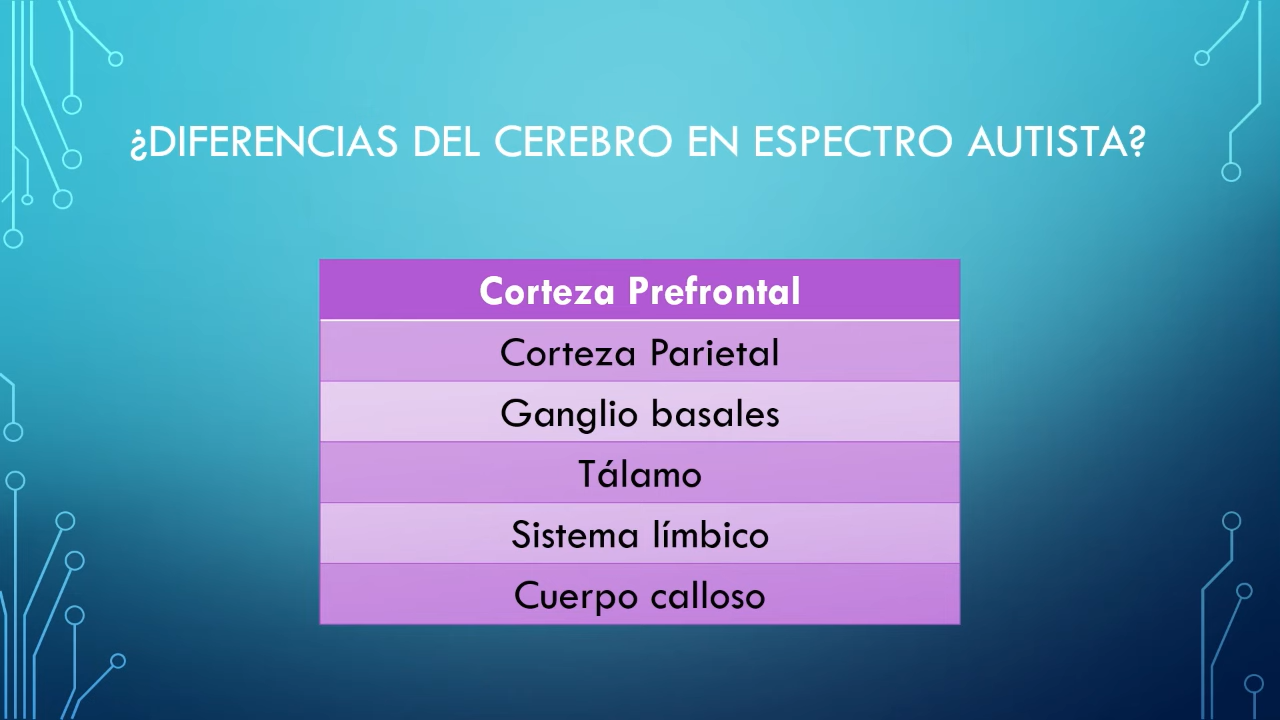 ¿DIFERENCIAS DEL CEREBRO EN ESPECTRO AUTISTA?
Corteza Prefrontal
Corteza Parietal
Ganglio basales
Tálamo
Sistema límbico
Cuerpo calloso